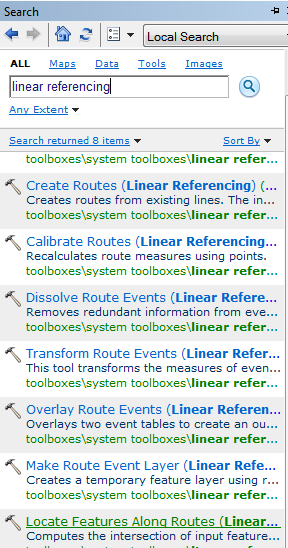 Search
Local Search
ALL Maps Data Tools Images
linear referencing
Any Extent
Search returned 8 items Sort By
toolboxes\system toolboxes\linear refer...
Create Routes (Linear Referencing) (...
Creates routes from existing lines. The in...
toolboxes\system toolboxes\linear refer...
Calibrate Routes (Linear Referencing...
Recalculates route measures using points.
toolboxes\system toolboxes\linear refer...
Dissolve Route Events (Linear Refere...
Removes redundant information from eve...
toolboxes\system toolboxes\linear refer...
Transform Route Events (Linear Refer...
This tool transforms the measures of even...
toolboxes\system toolboxes\linear refer...
Overlay Route Events (Linear Referen...
Overlays two event tables to create an ou...
toolboxes\system toolboxes\linear refer...
Make Route Event Layer (Linear Refer...
Creates a temporary feature layer using r...
toolboxes\system toolboxes\linear refer...
Locate Features Along Routes (Linear...
Computes the intersection of input feature...